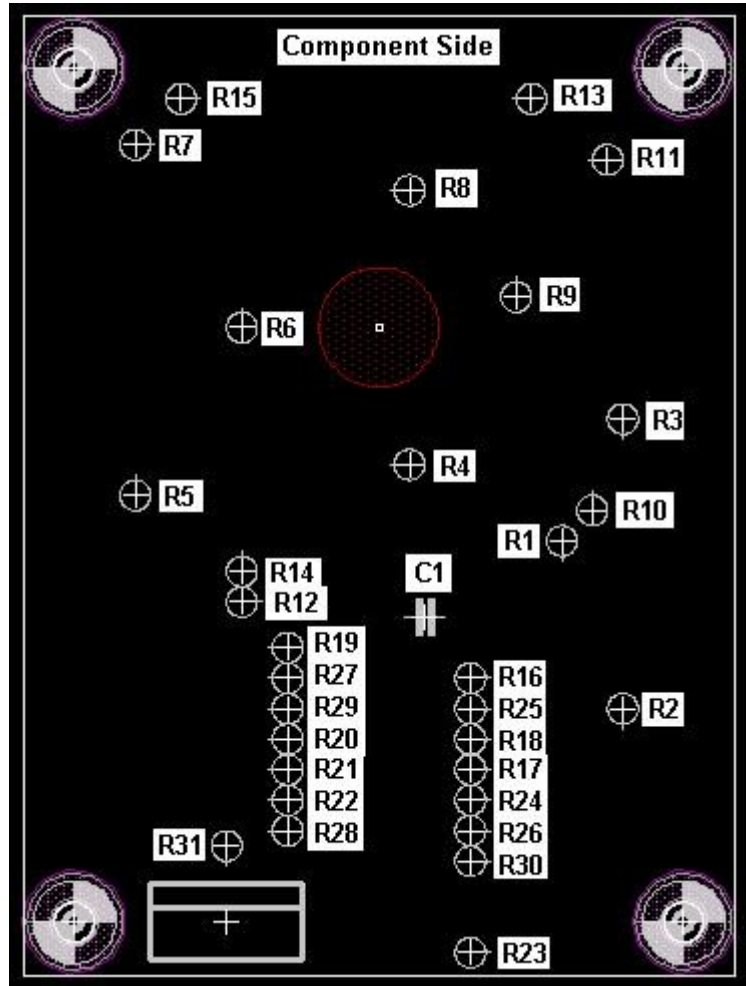 Component Side
R15
R13
R7
R11
R8
R9
R6
R3
R4
R5
R10
R1
R14
C1
R12
R19
R27
R16
R29
R25
R2
R20
R18
R21
R17
R22
R24
R28
R26
R31
R30
R23